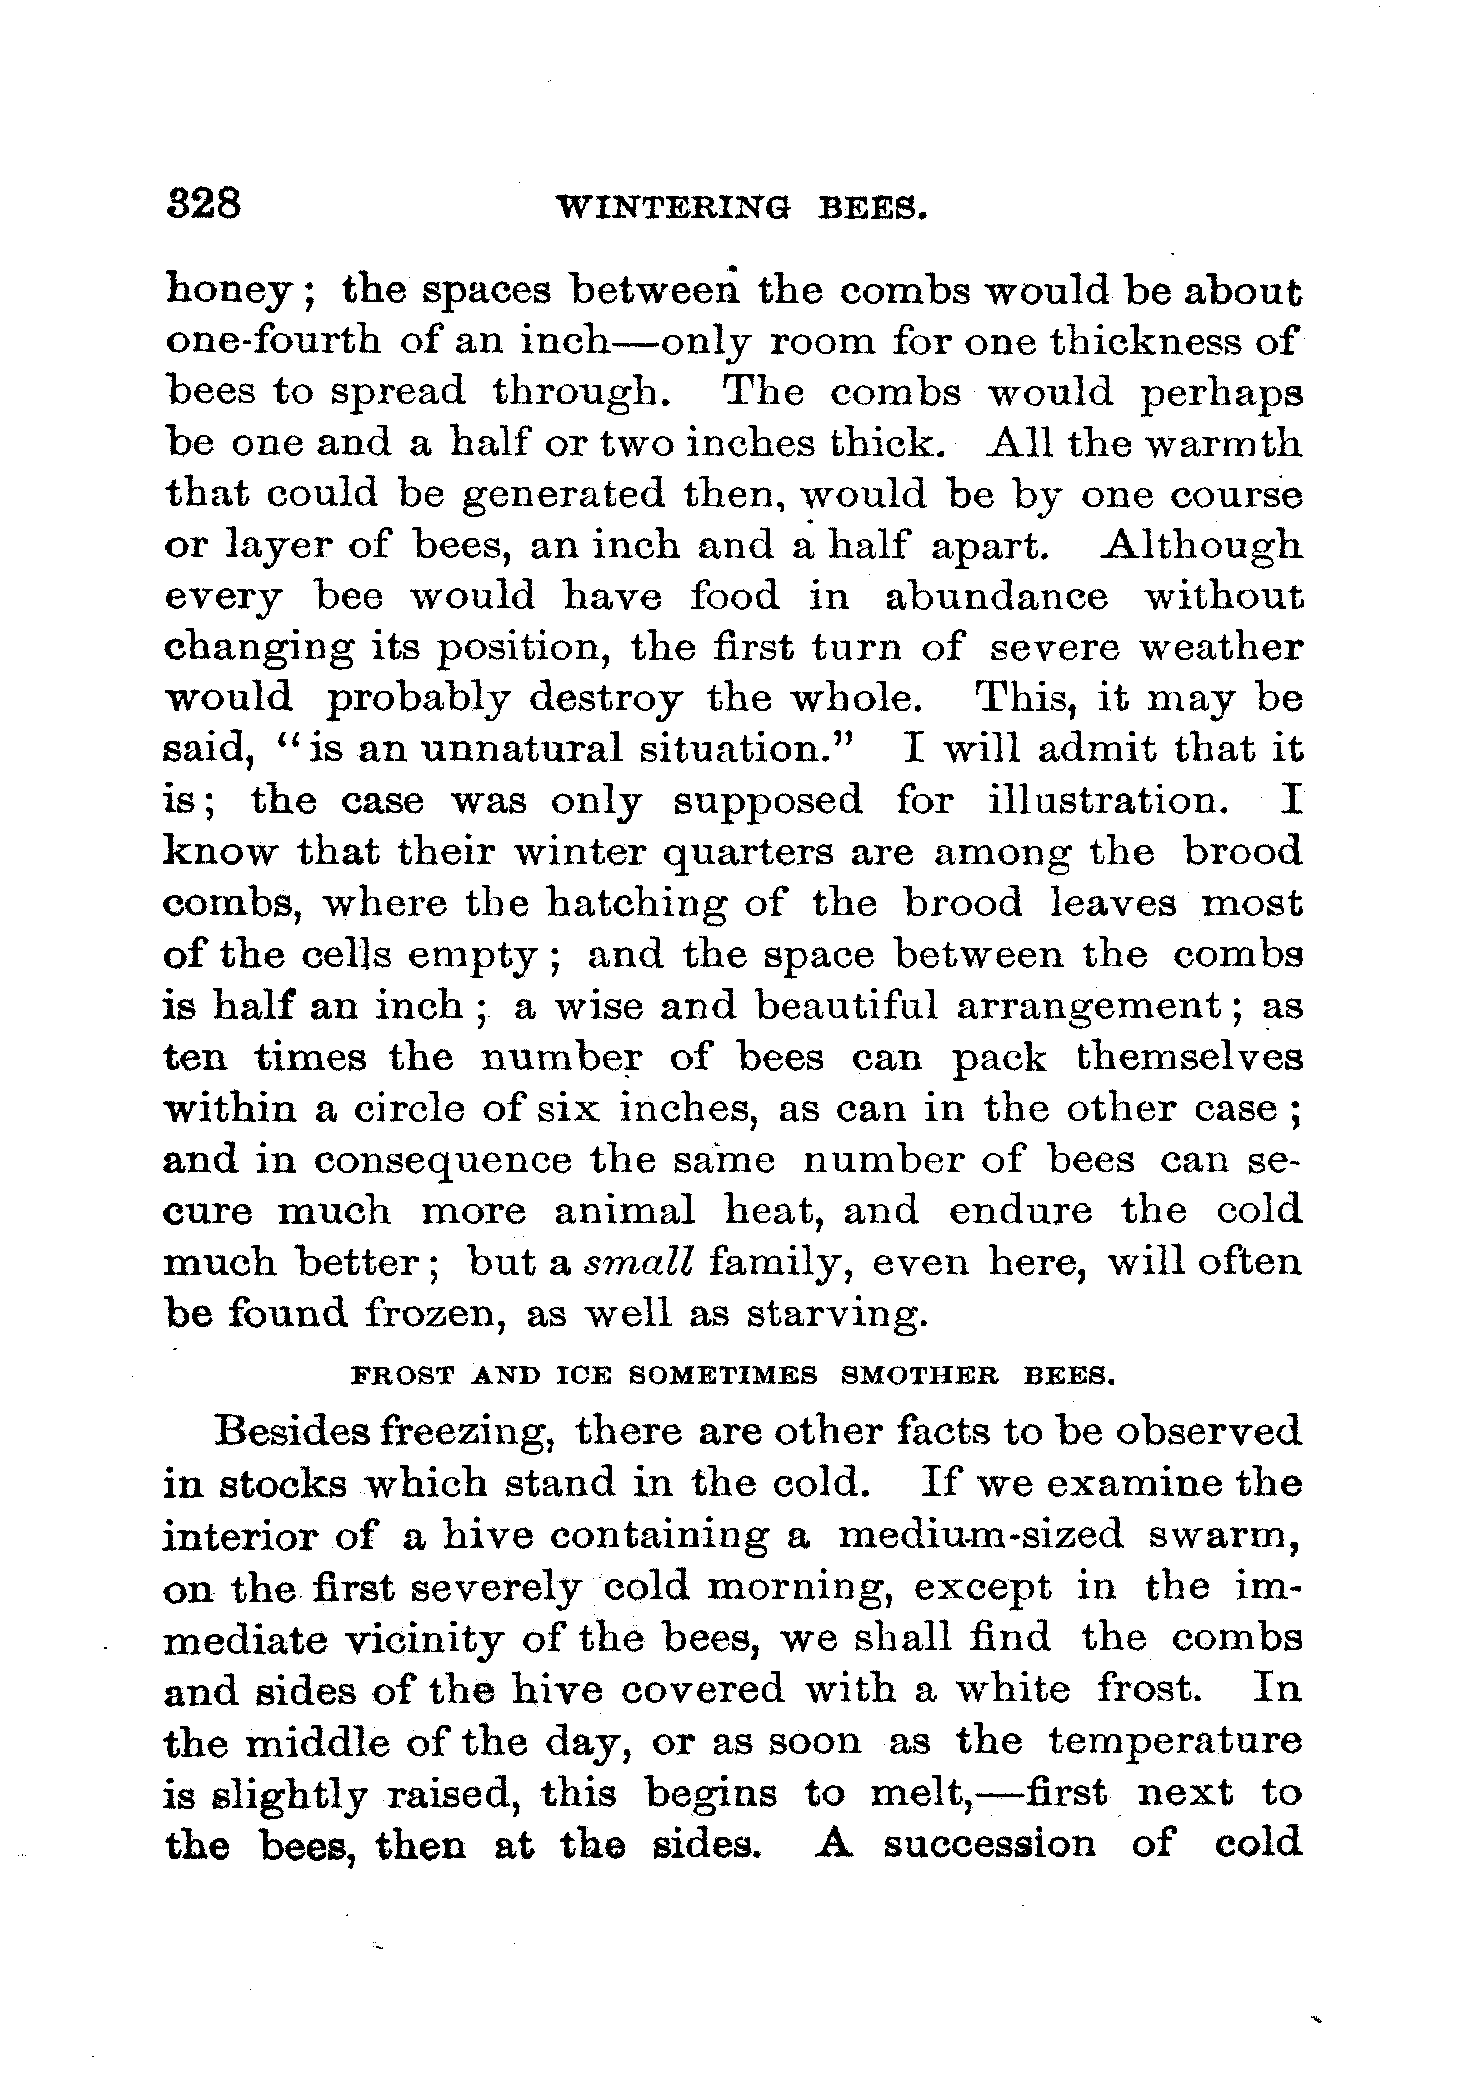 328 WINTERING BEES.
honey; the spaces between the combs would be about
one-fourth of an inch—only room for one thickness of
bees to spread through. The combs would perhaps
be one and a half or two inches thick. All the warmth
that could be generated then, would be by one course
or layer of bees, an inch and a half apart. Although
every bee would have food in abundance without
changing its position, the first turn of severe weather
would probably destroy the whole. This, it may be
said, "is an unnatural situation." I will admit that it
is; the case was only supposed for illustration. I
know that their winter quarters are among the brood
combs, where the hatching of the brood leaves most
of the cells empty; and the space between the combs
is half an inch; a wise and beautiful arrangement; as
ten times the number of bees can pack themselves
within a circle of six inches, as can in the other case;
and in consequence the same number of bees can se-
cure much more animal heat, and endure the cold
much better; but a small family, even here, will often
be found frozen, as well as starving.
FROST AND ICE SOMETIMES SMOTHER BEES.
Besides freezing, there are other facts to be observed
in stocks which stand in the cold. If we examine the
interior of a hive containing a medium-sized swarm,
on the first severely cold morning, except in the im-
mediate vicinity of the bees, we shall find the combs
and sides of the hive covered with a white frost. In
the middle of the day, or as soon as the temperature
is slightly raised, this begins to melt,—first next to
the bees, then at the sides. A succession of cold